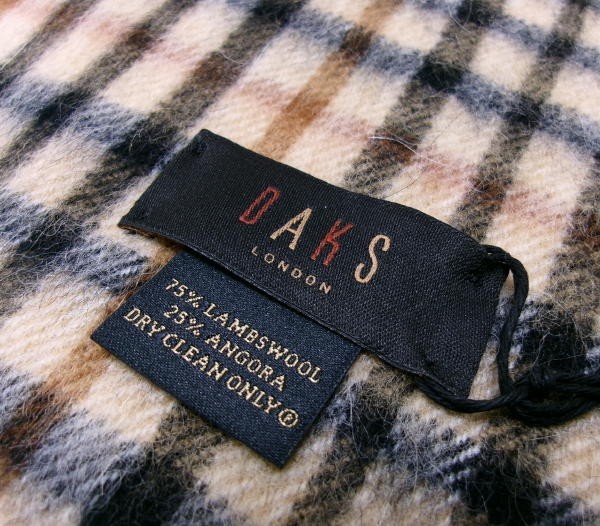 DAKS
LONDON
75% LAMBSWOOL
25% ANGORA
DRY CLEAN ONLY Ⓟ